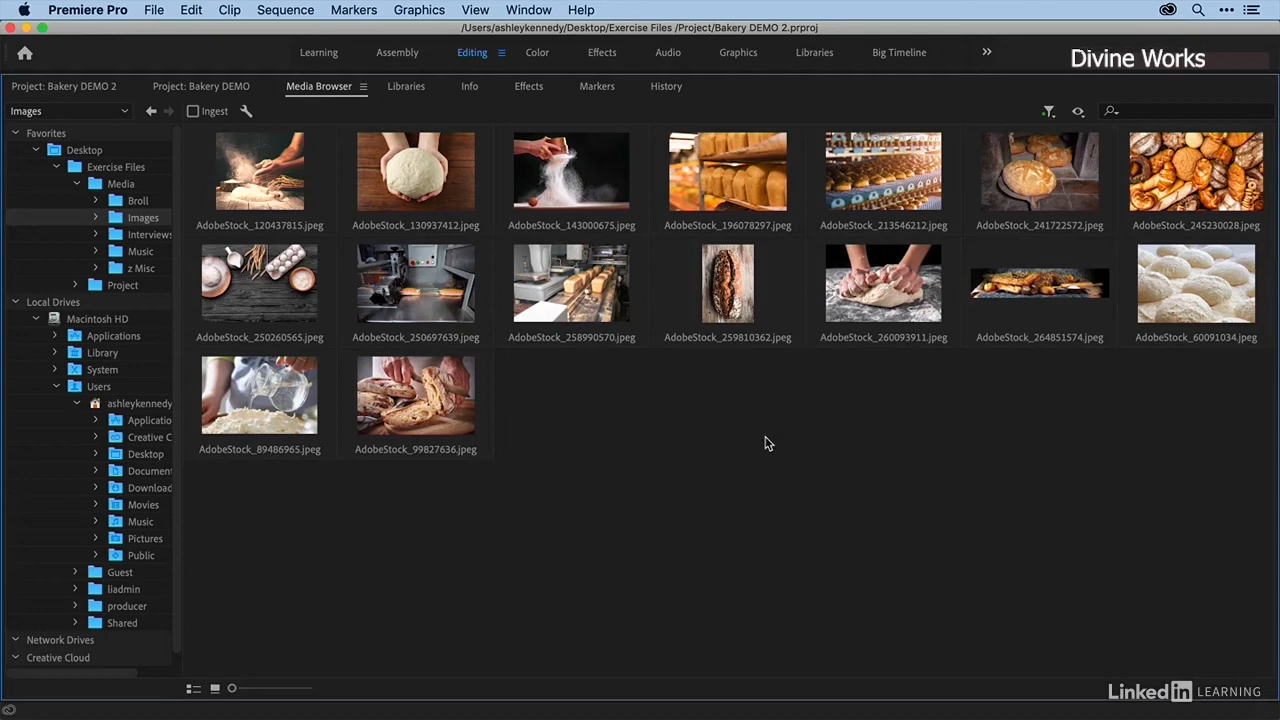 Premiere Pro File Edit Clip Sequence Markers Graphics View Window Help
/Users/ashleykennedy/Desktop/Exercise Files /Project/Bakery DEMO 2.prproj
Learning Assembly Editing Color Effects Audio Graphics Libraries Big Timeline
Divine Works
Project: Bakery DEMO 2 Project: Bakery DEMO Media Browser Libraries Info Effects Markers History
Images Ingest
Favorites
Desktop
Exercise Files
Media
Broll
Images
Interviews
Music
z Misc
Project
Local Drives
Macintosh HD
Applications
Library
System
Users
ashleykennedy
Applicatio
Creative C
Desktop
Document
Download
Movies
Music
Pictures
Public
Guest
liadmin
producer
Shared
Network Drives
Creative Cloud
AdobeStock_120437815.jpeg AdobeStock_130937412.jpeg AdobeStock_143000675.jpeg AdobeStock_196078297.jpeg AdobeStock_213546212.jpeg AdobeStock_241722572.jpeg AdobeStock_245230028.jpeg
AdobeStock_250260565.jpeg AdobeStock_250697639.jpeg AdobeStock_258990570.jpeg AdobeStock_259810362.jpeg AdobeStock_260093911.jpeg AdobeStock_264851574.jpeg AdobeStock_60091034.jpeg
AdobeStock_89486965.jpeg AdobeStock_99827636.jpeg
Linked in LEARNING